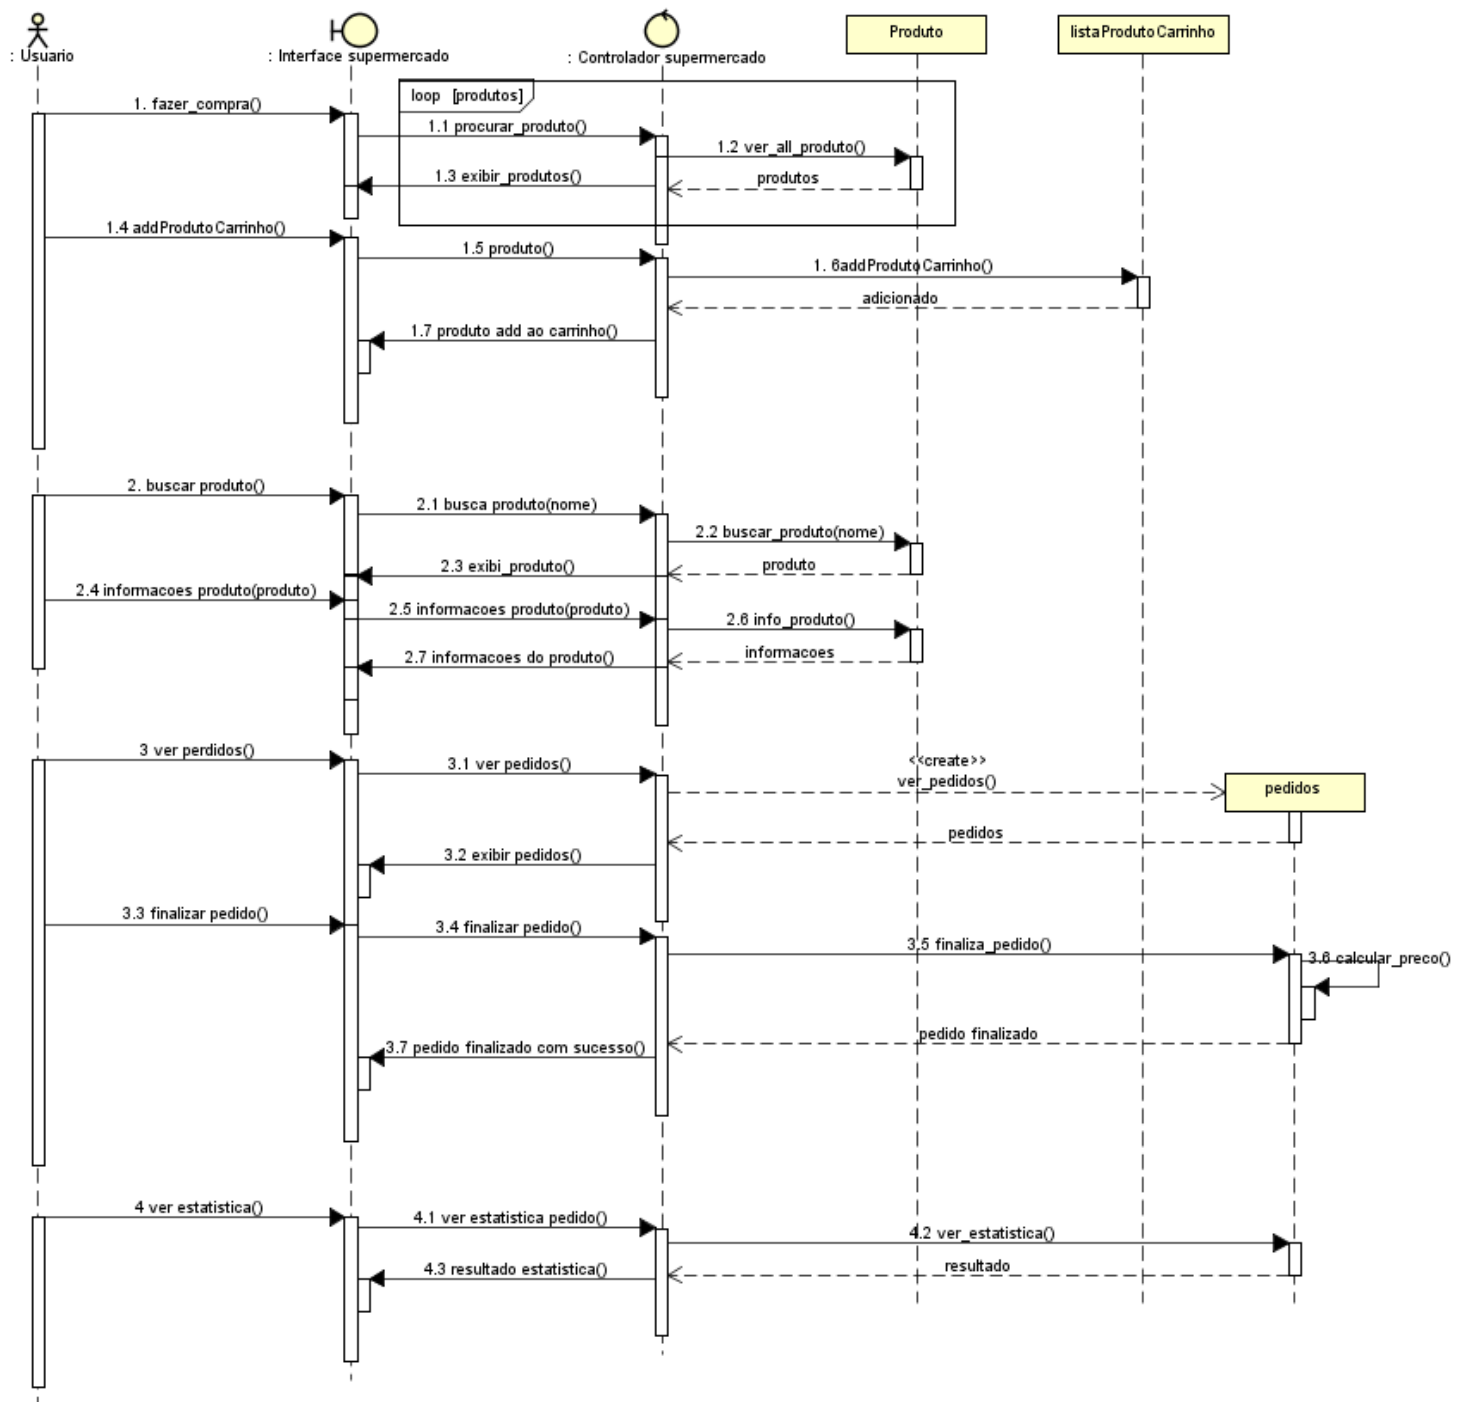 : Usuario
: Interface supermercado
: Controlador supermercado
Produto
listaProdutoCarrinho
loop [produtos]
1. fazer_compra()
1.1 procurar_produto()
1.2 ver_all_produto()
1.3 exibir_produtos()
produtos
1.4 addProdutoCarrinho()
1.5 produto()
1. 6addProdutoCarrinho()
adicionado
1.7 produto add ao carrinho()
2. buscar produto()
2.1 busca produto(nome)
2.2 buscar_produto(nome)
2.3 exibi_produto()
produto
2.4 informacoes produto(produto)
2.5 informacoes produto(produto)
2.6 info_produto()
2.7 informacoes do produto()
informacoes
3 ver perdidos()
3.1 ver pedidos()
<<create>>
ver_pedidos()
pedidos
pedidos
3.2 exibir pedidos()
3.3 finalizar pedido()
3.4 finalizar pedido()
3.5 finaliza_pedido()
3.6 calcular_preco()
pedido finalizado
3.7 pedido finalizado com sucesso()
4 ver estatistica()
4.1 ver estatistica pedido()
4.2 ver_estatistica()
4.3 resultado estatistica()
resultado